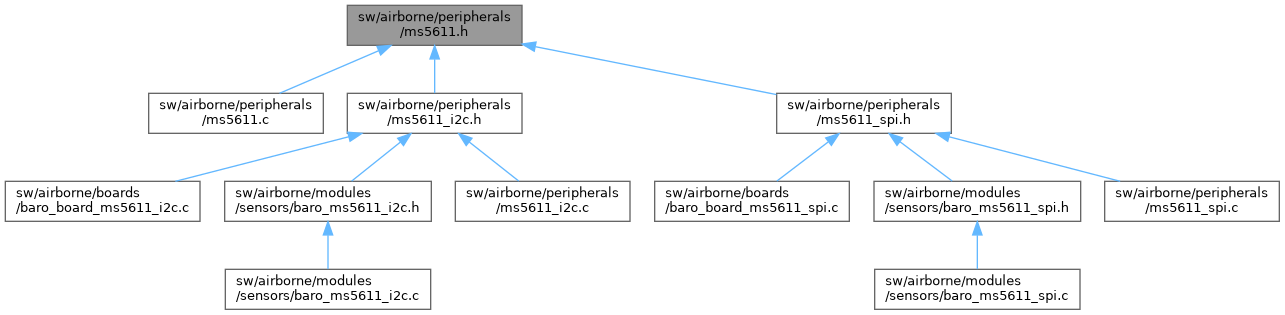 sw/airborne/peripherals
/ms5611.h
sw/airborne/peripherals
/ms5611.c
sw/airborne/peripherals
/ms5611_i2c.h
sw/airborne/peripherals
/ms5611_spi.h
sw/airborne/boards
/baro_board_ms5611_i2c.c
sw/airborne/modules
/sensors/baro_ms5611_i2c.h
sw/airborne/peripherals
/ms5611_i2c.c
sw/airborne/boards
/baro_board_ms5611_spi.c
sw/airborne/modules
/sensors/baro_ms5611_spi.h
sw/airborne/peripherals
/ms5611_spi.c
sw/airborne/modules
/sensors/baro_ms5611_i2c.c
sw/airborne/modules
/sensors/baro_ms5611_spi.c